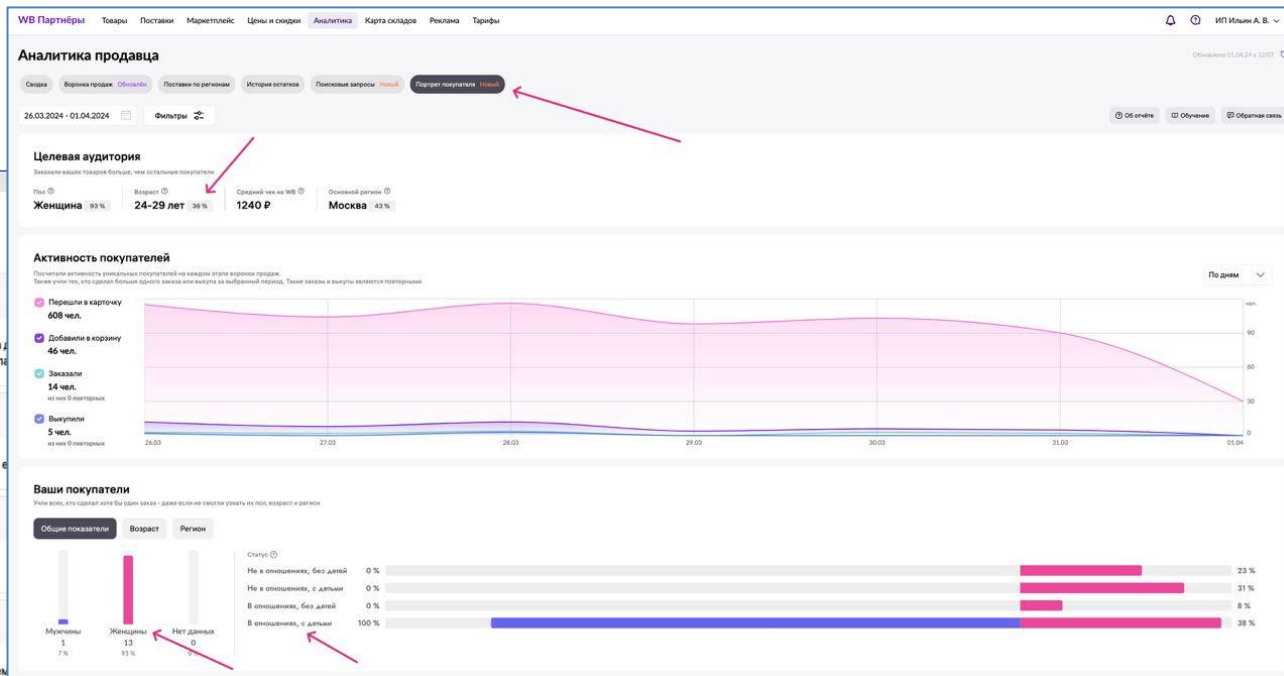 WB Партнёры Товары Поставки Маркетплейс Цены и скидки Аналитика Карта складов Реклама Тарифы ИП Ильин А. В.
Аналитика продавца
Обновлено 01.04.24 в 11:07
Сводка Воронка продаж Обновлён Поставки по регионам История остатков Поисковые запросы Новый Портрет покупателя Новый
26.03.2024 - 01.04.2024 Фильтры Об отчёте Обучение Обратная связь
Целевая аудитория
Заказали ваших товаров больше, чем остальные покупатели
Пол Возраст Средний чек на WB Основной регион
Женщина 93 % 24-29 лет 36 % 1240 ₽ Москва 43 %
Активность покупателей
Посчитали активность уникальных покупателей на каждом этапе воронки продаж.
Также учли тех, кто сделал больше одного заказа или выкупа за выбранный период. Такие заказы и выкупы являются повторными
По дням
Перешли в карточку
608 чел.
Добавили в корзину
46 чел.
Заказали
14 чел.
из них 0 повторных
Выкупили
5 чел.
из них 0 повторных
чел.
90
60
30
0
26.03 27.03 28.03 29.03 30.03 31.03 01.04
Ваши покупатели
Учли всех, кто сделал хотя бы один заказ - даже если не смогли узнать их пол, возраст и регион
Общие показатели Возраст Регион
Мужчины Женщины Нет данных
1 13 0
7 % 93 % 0 %
Статус
Не в отношениях, без детей 0 % 23 %
Не в отношениях, с детьми 0 % 31 %
В отношениях, без детей 0 % 8 %
В отношениях, с детьми 100 % 38 %